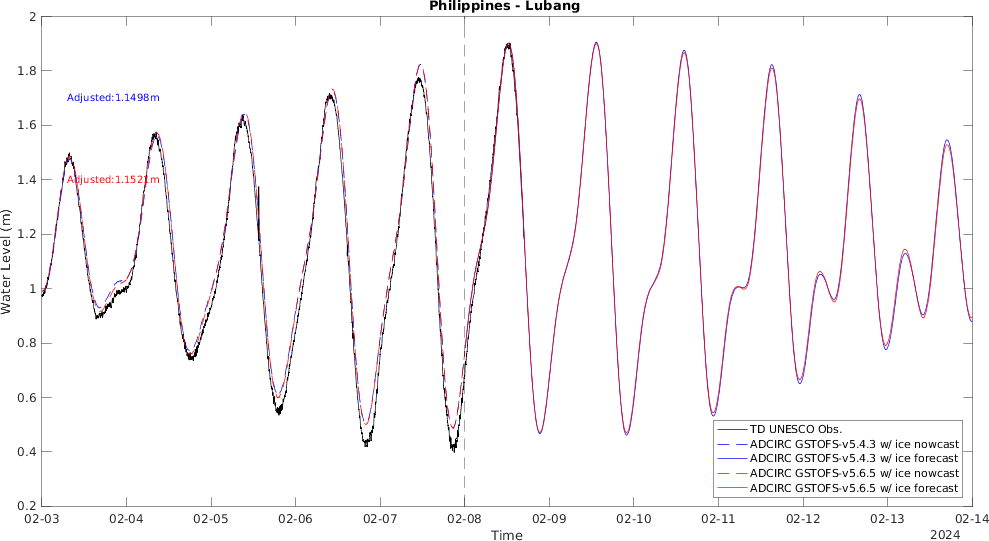 Philippines - Lubang
2
1.8
1.6
1.4
1.2
1
0.8
0.6
0.4
0.2
Water Level (m)
Adjusted:1.1498m
Adjusted:1.1521m
TD UNESCO Obs.
ADCIRC GSTOFS-v5.4.3 w/ ice nowcast
ADCIRC GSTOFS-v5.4.3 w/ ice forecast
ADCIRC GSTOFS-v5.6.5 w/ ice nowcast
ADCIRC GSTOFS-v5.6.5 w/ ice forecast
02-03 02-04 02-05 02-06 02-07 02-08 02-09 02-10 02-11 02-12 02-13 02-14
Time
2024